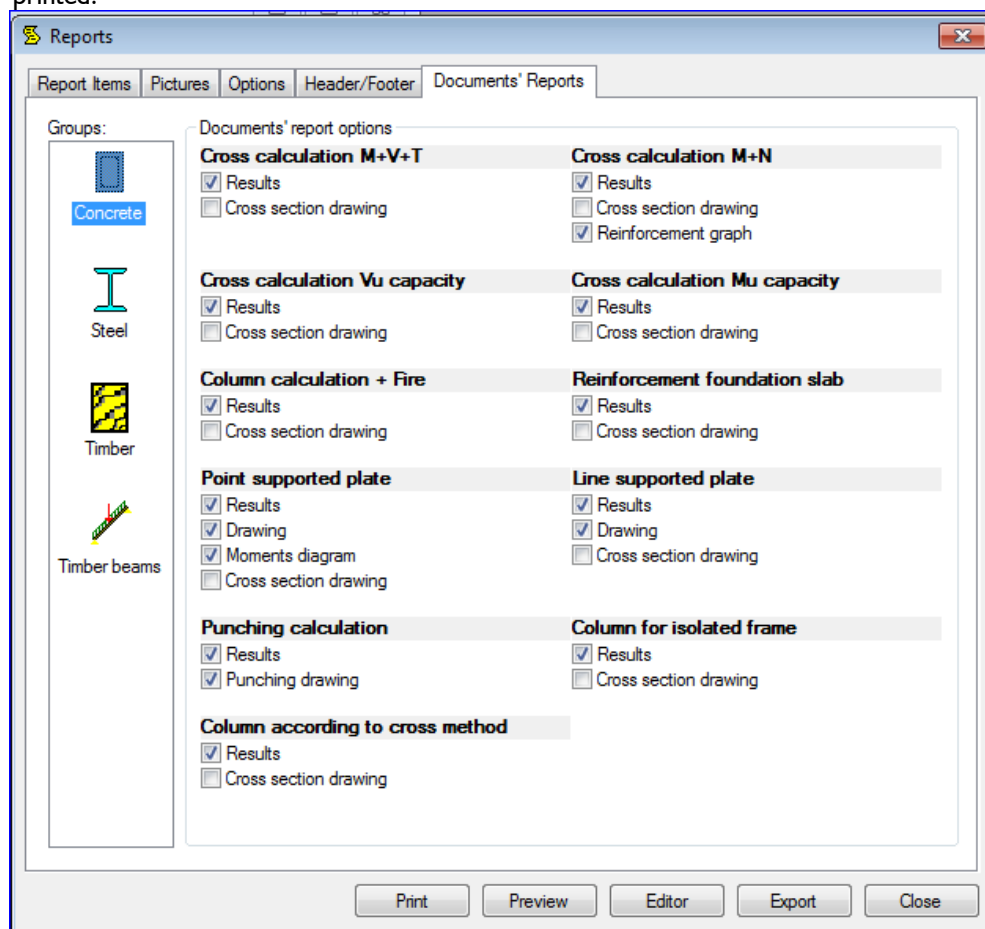 printed.
Reports
Report Items Pictures Options Header/Footer Documents' Reports
Groups:
Concrete
Steel
Timber
Timber beams
Documents' report options
Cross calculation M+V+T
Results
Cross section drawing
Cross calculation M+N
Results
Cross section drawing
Reinforcement graph
Cross calculation Vu capacity
Results
Cross section drawing
Cross calculation Mu capacity
Results
Cross section drawing
Column calculation + Fire
Results
Cross section drawing
Reinforcement foundation slab
Results
Cross section drawing
Point supported plate
Results
Drawing
Moments diagram
Cross section drawing
Line supported plate
Results
Drawing
Cross section drawing
Punching calculation
Results
Punching drawing
Column for isolated frame
Results
Cross section drawing
Column according to cross method
Results
Cross section drawing
Print Preview Editor Export Close